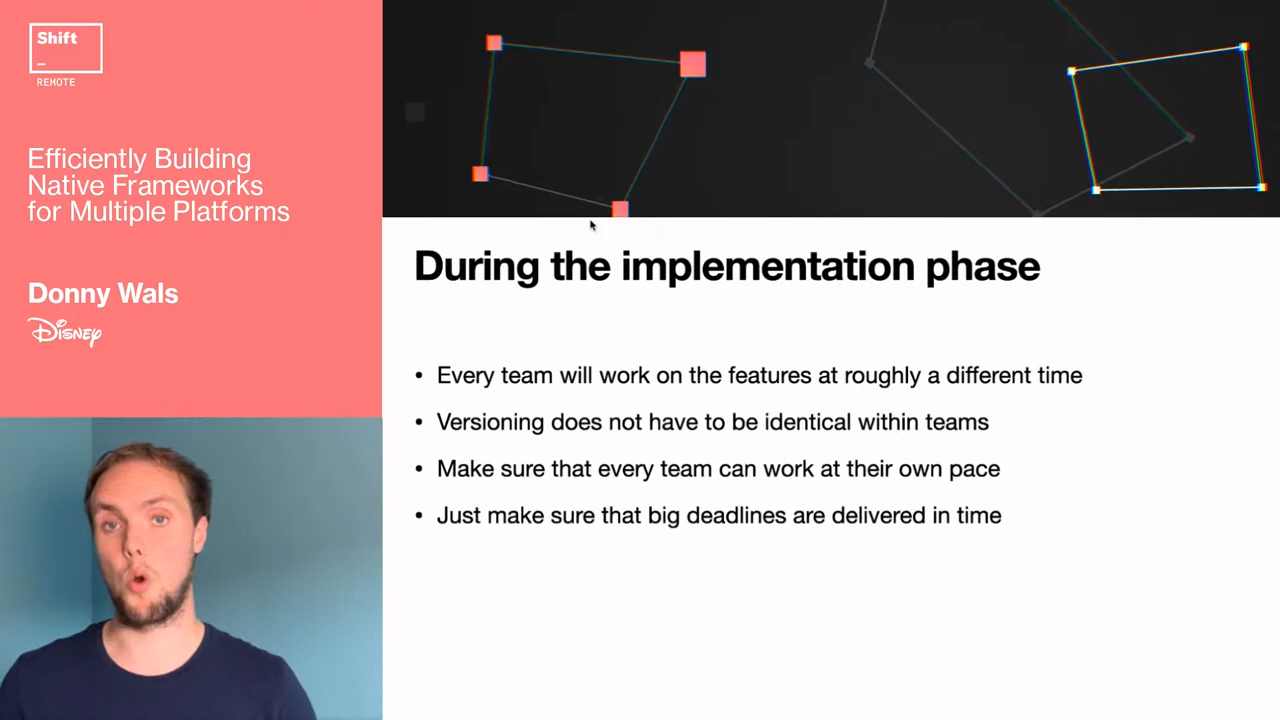 Shift
_
REMOTE
Efficiently Building
Native Frameworks
for Multiple Platforms
Donny Wals
Disney
During the implementation phase
• Every team will work on the features at roughly a different time
• Versioning does not have to be identical within teams
• Make sure that every team can work at their own pace
• Just make sure that big deadlines are delivered in time